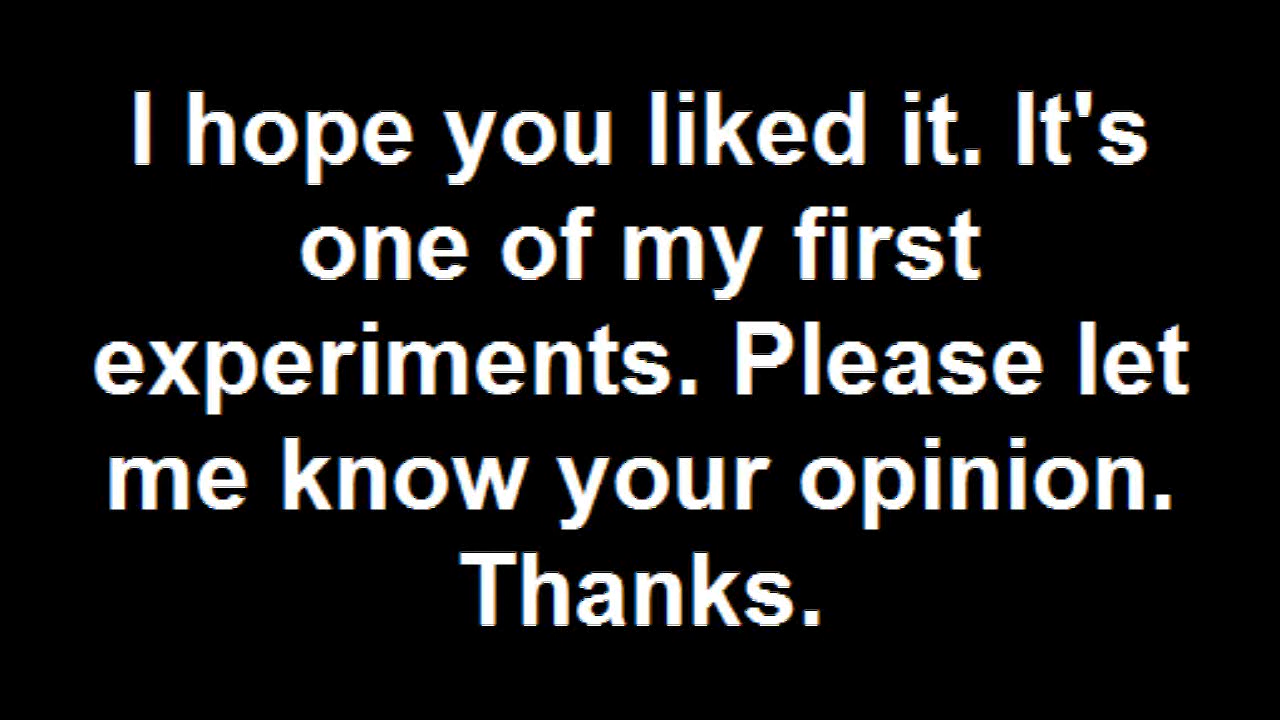 I hope you liked it. It's
one of my first
experiments. Please let
me know your opinion.
Thanks.